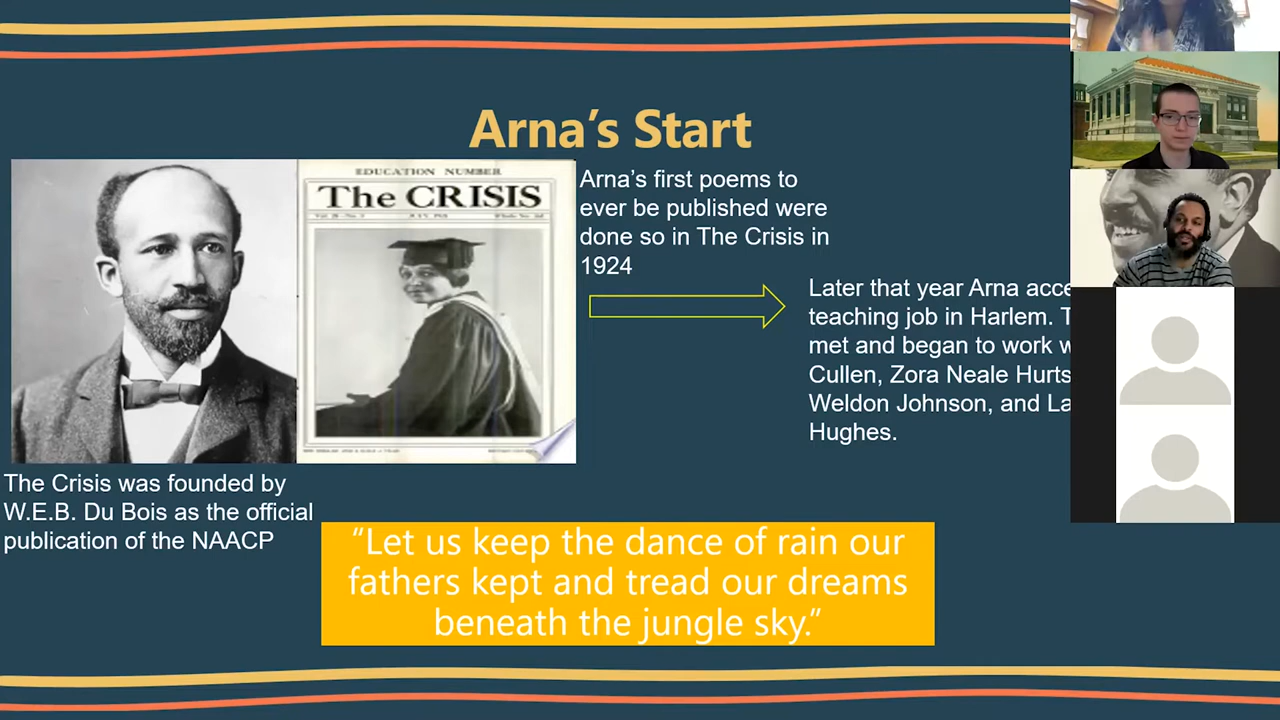 Arna’s Start
EDUCATION NUMBER
The CRISIS
Arna’s first poems to
ever be published were
done so in The Crisis in
1924
Later that year Arna
teaching job in Harlem.
met and began to work
Cullen, Zora Neale
Weldon Johnson, and
Hughes.
The Crisis was founded by
W.E.B. Du Bois as the official
publication of the NAACP
“Let us keep the dance of rain our
fathers kept and tread our dreams
beneath the jungle sky.”